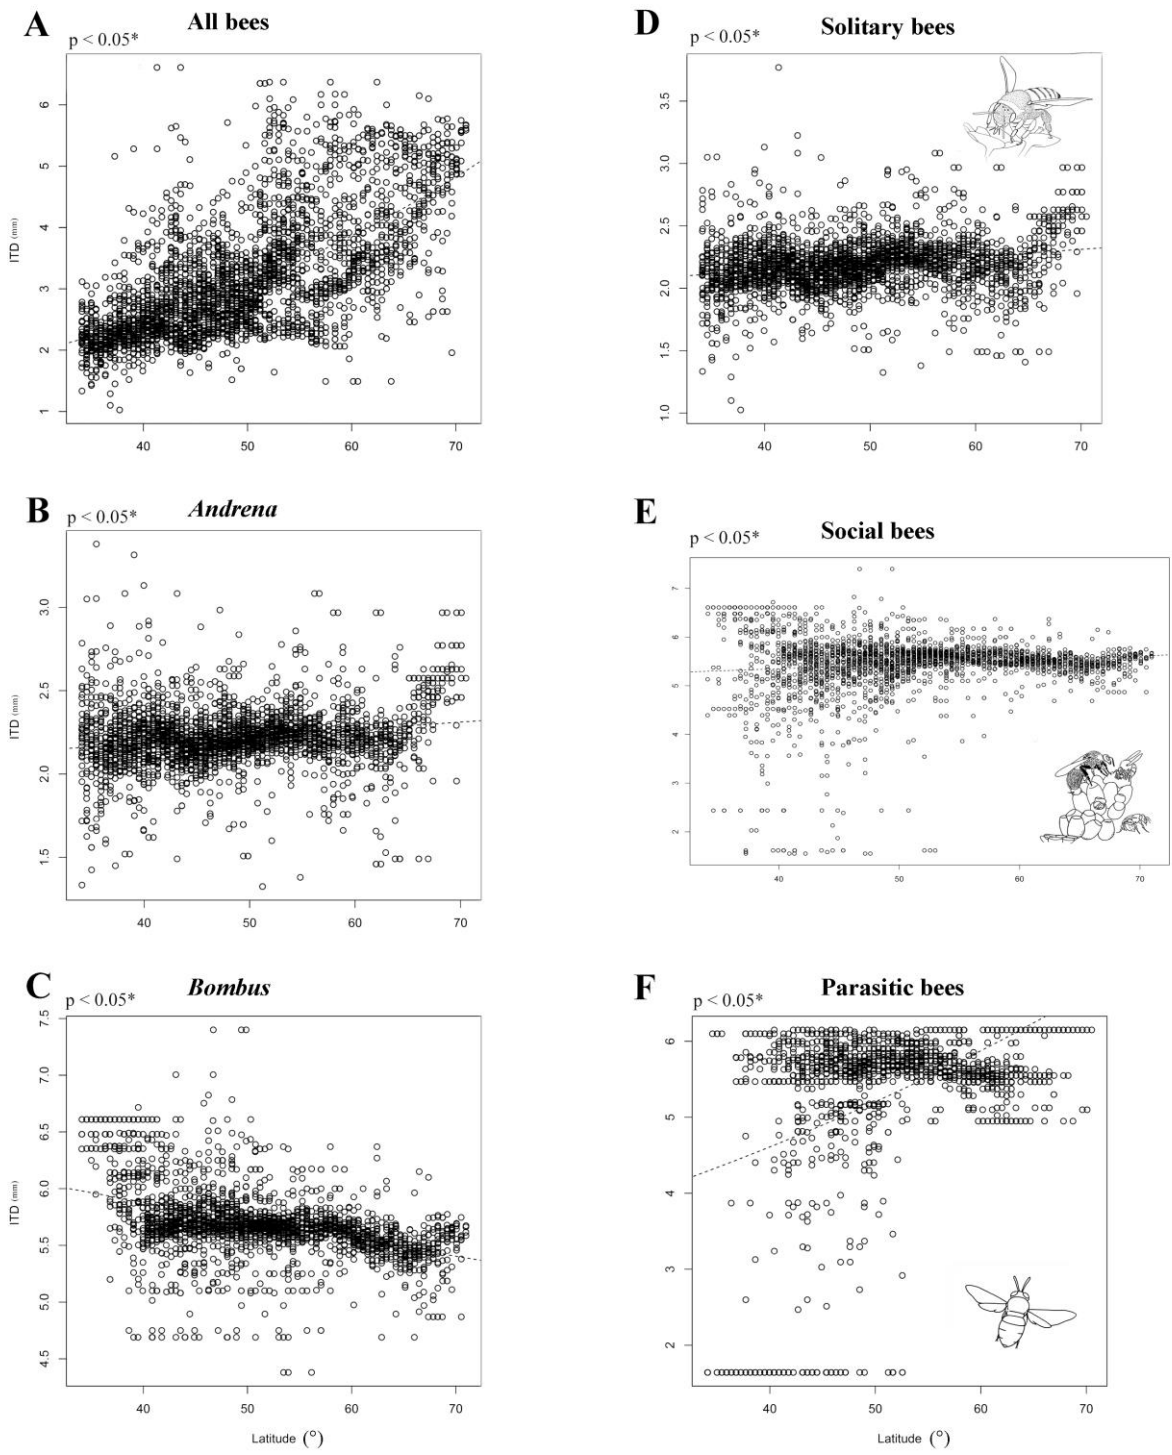 A
All bees
p < 0.05*
6
5
4
3
2
1
ITD (mm)
40 50 60 70
B
Andrena
p < 0.05*
3.0
2.5
2.0
1.5
ITD (mm)
40 50 60 70
C
Bombus
p < 0.05*
7.5
7.0
6.5
6.0
5.5
5.0
4.5
ITD (mm)
40 50 60 70
Latitude (°)
D
Solitary bees
p < 0.05*
3.5
3.0
2.5
2.0
1.5
1.0
40 50 60 70
E
Social bees
p < 0.05*
7
6
5
4
3
2
40 50 60 70
F
Parasitic bees
p < 0.05*
6
5
4
3
2
40 50 60 70
Latitude (°)